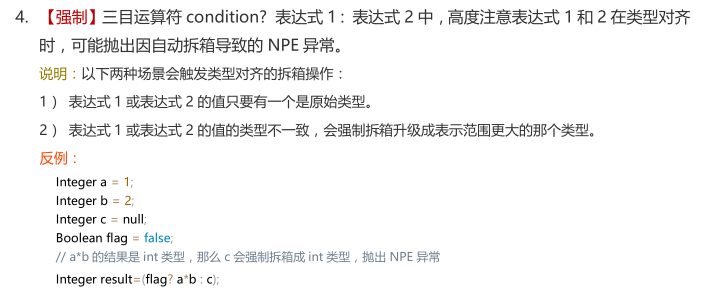 4. 【强制】三目运算符 condition? 表达式 1 : 表达式 2 中，高度注意表达式 1 和 2 在类型对齐
时，可能抛出因自动拆箱导致的 NPE 异常。
说明：以下两种场景会触发类型对齐的拆箱操作：
1） 表达式 1 或表达式 2 的值只要有一个是原始类型。
2） 表达式 1 或表达式 2 的值的类型不一致，会强制拆箱升级成表示范围更大的那个类型。
反例：
Integer a = 1;
Integer b = 2;
Integer c = null;
Boolean flag = false;
// a*b 的结果是 int 类型，那么 c 会强制拆箱成 int 类型，抛出 NPE 异常
Integer result=(flag? a*b : c);